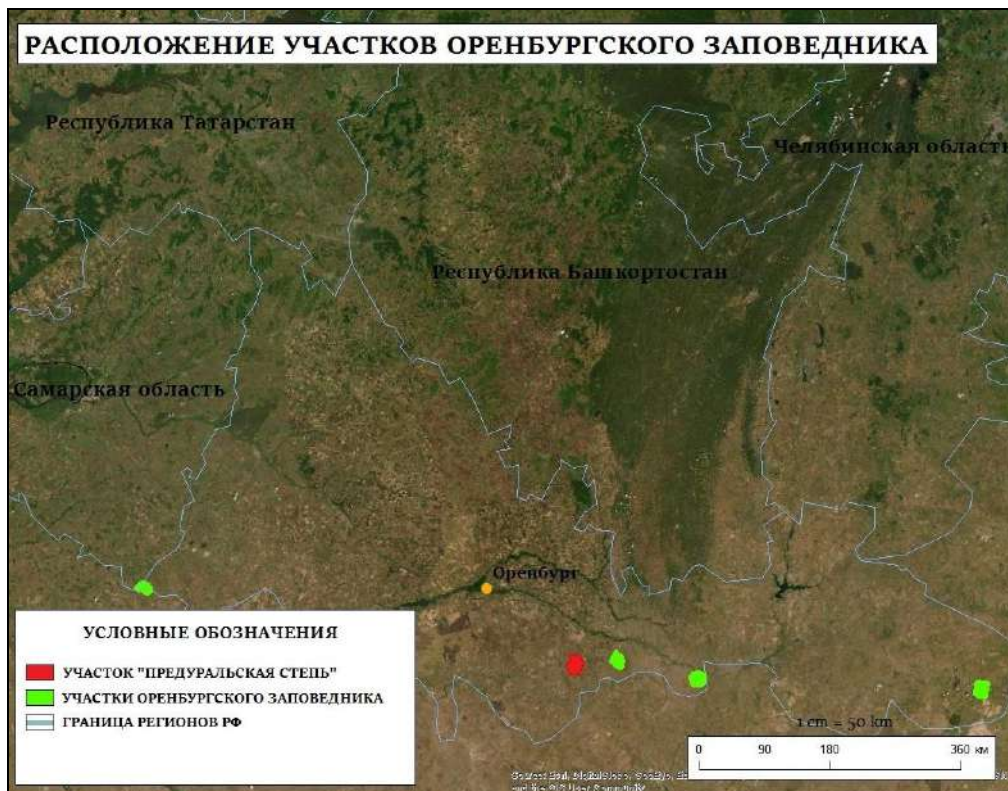 РАСПОЛОЖЕНИЕ УЧАСТКОВ ОРЕНБУРГСКОГО ЗАПОВЕДНИКА
Республика Татарстан
Челябинская область
Республика Башкортостан
Самарская область
Оренбург
УСЛОВНЫЕ ОБОЗНАЧЕНИЯ
УЧАСТОК "ПРЕДУРАЛЬСКАЯ СТЕПЬ"
УЧАСТКИ ОРЕНБУРГСКОГО ЗАПОВЕДНИКА
ГРАНИЦА РЕГИОНОВ РФ
1 cm = 50 km
0 90 180 360 км